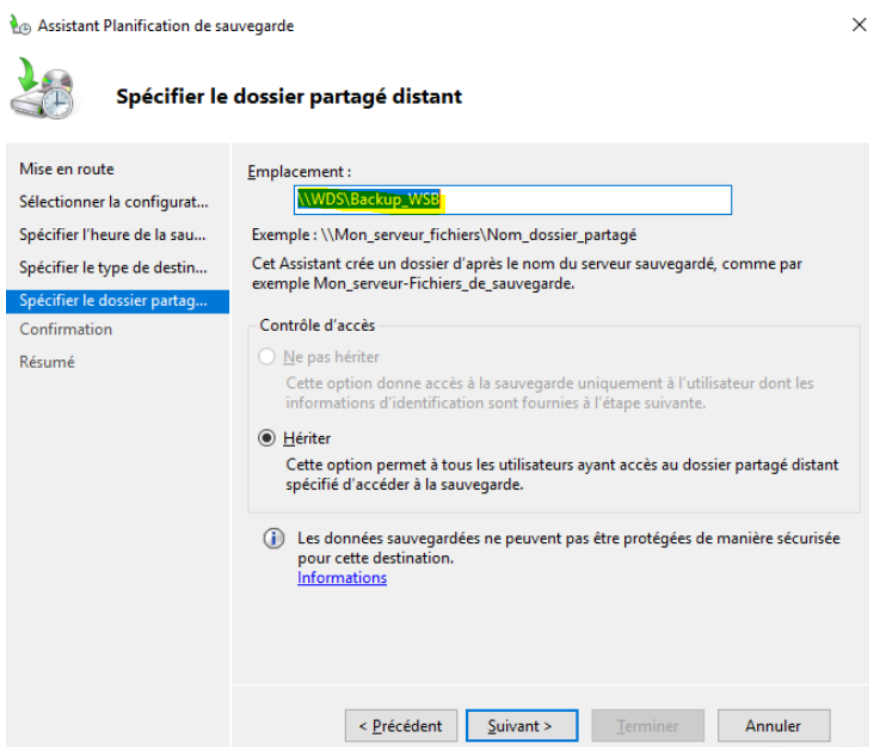 Assistant Planification de sauvegarde
Spécifier le dossier partagé distant
Mise en route
Sélectionner la configurat...
Spécifier l'heure de la sau...
Spécifier le type de destin...
Spécifier le dossier partag...
Confirmation
Résumé
Emplacement :
\\WDS\Backup_WSB
Exemple : \\Mon_serveur_fichiers\Nom_dossier_partagé
Cet Assistant crée un dossier d'après le nom du serveur sauvegardé, comme par
exemple Mon_serveur-Fichiers_de_sauvegarde.
Contrôle d'accès
Ne pas hériter
Cette option donne accès à la sauvegarde uniquement à l'utilisateur dont les
informations d'identification sont fournies à l'étape suivante.
Hériter
Cette option permet à tous les utilisateurs ayant accès au dossier partagé distant
spécifié d'accéder à la sauvegarde.
Les données sauvegardées ne peuvent pas être protégées de manière sécurisée
pour cette destination.
Informations
< Précédent
Suivant >
Terminer
Annuler